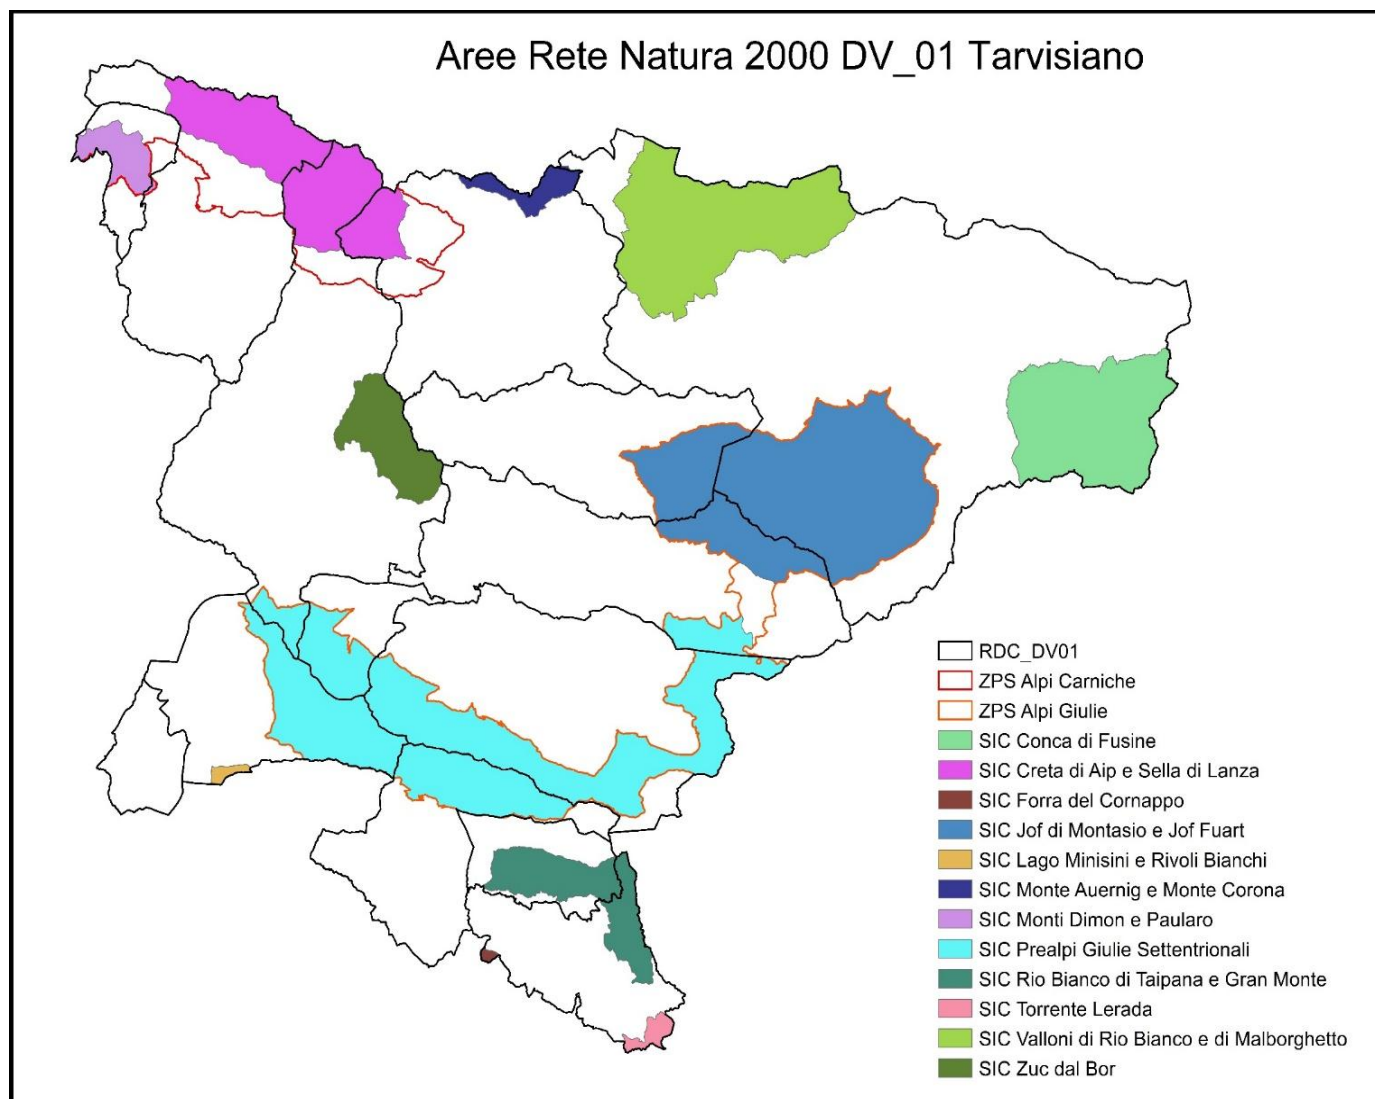 Aree Rete Natura 2000 DV_01 Tarvisiano
RDC_DV01
ZPS Alpi Carniche
ZPS Alpi Giulie
SIC Conca di Fusine
SIC Creta di Aip e Sella di Lanza
SIC Forra del Cornappo
SIC Jof di Montasio e Jof Fuart
SIC Lago Minisini e Rivoli Bianchi
SIC Monte Auernig e Monte Corona
SIC Monti Dimon e Paularo
SIC Prealpi Giulie Settentrionali
SIC Rio Bianco di Taipana e Gran Monte
SIC Torrente Lerada
SIC Valloni di Rio Bianco e di Malborghetto
SIC Zuc dal Bor